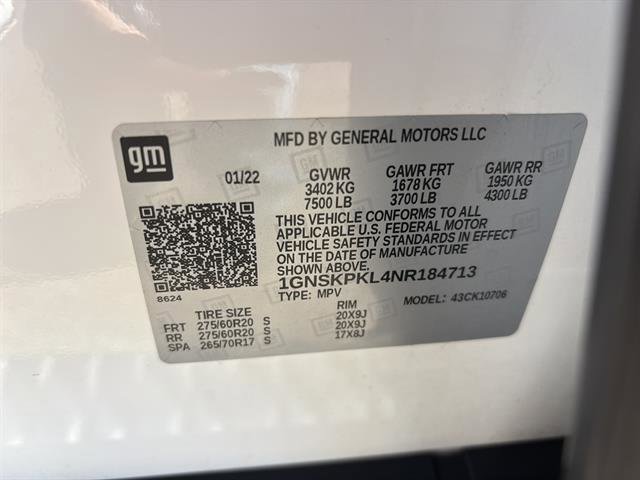 gm
MFD BY GENERAL MOTORS LLC
01/22 GVWR GAWR FRT GAWR RR
3402 KG 1678 KG 1950 KG
7500 LB 3700 LB 4300 LB
THIS VEHICLE CONFORMS TO ALL
APPLICABLE U.S. FEDERAL MOTOR
VEHICLE SAFETY STANDARDS IN EFFECT
ON THE DATE OF MANUFACTURE
SHOWN ABOVE.
1GNSKPKL4NR184713
8624
TYPE: MPV MODEL: 43CK10706
TIRE SIZE RIM
FRT 275/60R20 S 20X9J
RR 275/60R20 S 20X9J
SPA 265/70R17 S 17X8J